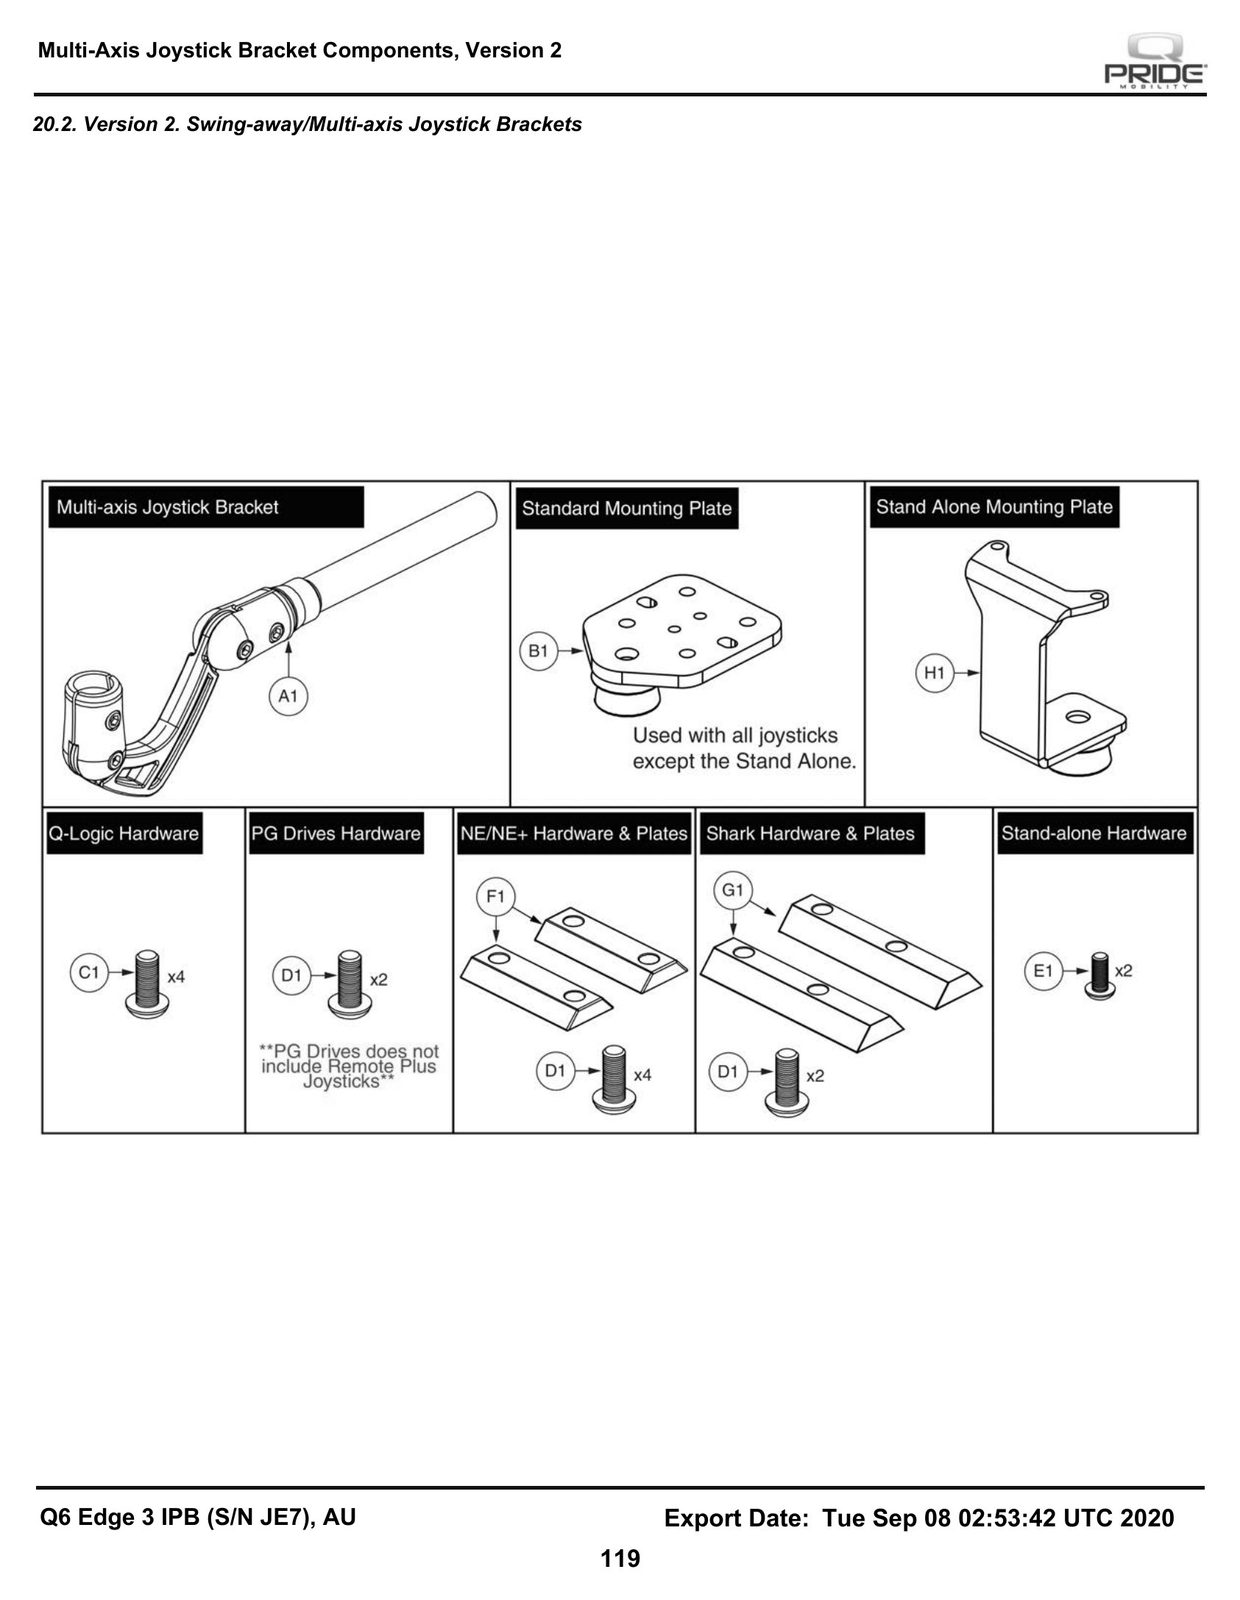 Multi-Axis Joystick Bracket Components, Version 2
Q
PRIDE
MOBILITY
20.2. Version 2. Swing-away/Multi-axis Joystick Brackets
Multi-axis Joystick Bracket
A1
Standard Mounting Plate
B1
Used with all joysticks
except the Stand Alone.
Stand Alone Mounting Plate
H1
Q-Logic Hardware
C1
x4
PG Drives Hardware
D1
x2
**PG Drives does not
include Remote Plus
Joysticks**
NE/NE+ Hardware & Plates
F1
D1
x4
Shark Hardware & Plates
G1
D1
x2
Stand-alone Hardware
E1
x2
Q6 Edge 3 IPB (S/N JE7), AU
Export Date: Tue Sep 08 02:53:42 UTC 2020
119